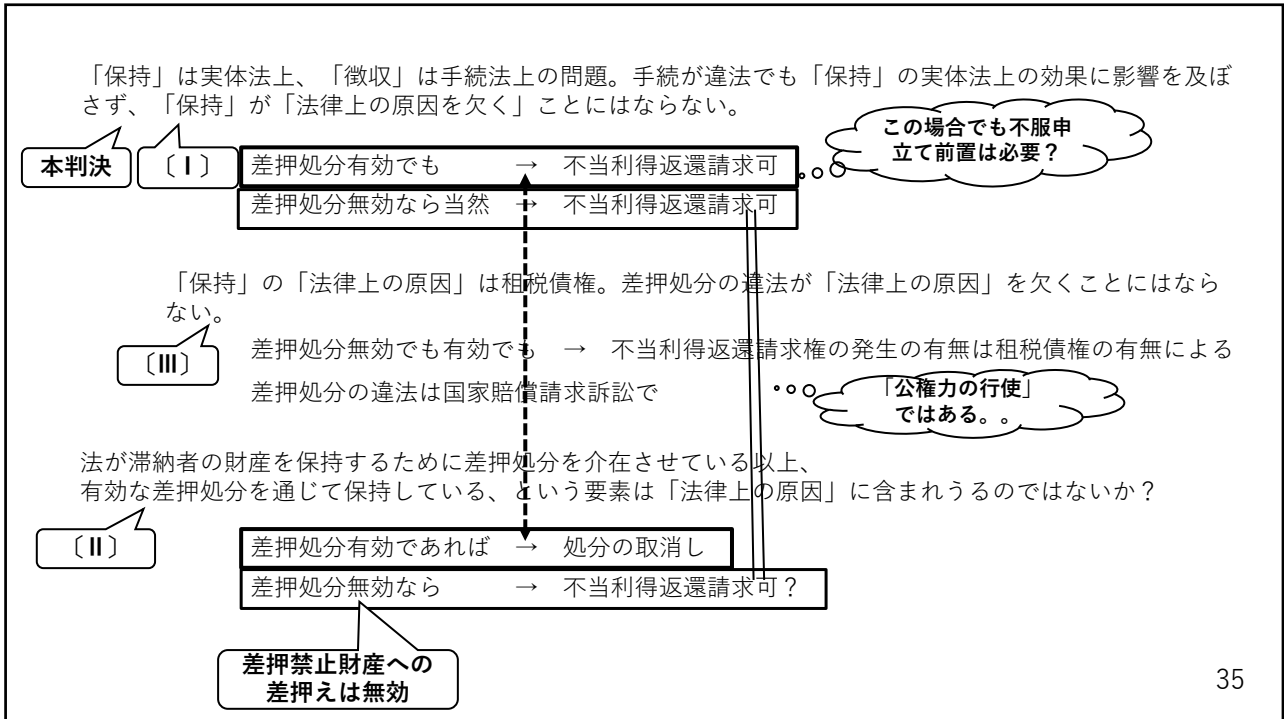 「保持」は実体法上、「徴収」は手続法上の問題。手続が違法でも「保持」の実体法上の効果に影響を及ぼ
さず、「保持」が「法律上の原因を欠く」ことにはならない。
この場合でも不服申
立て前置は必要？
本判決
〔Ⅰ〕
差押処分有効でも → 不当利得返還請求可
差押処分無効なら当然 → 不当利得返還請求可
「保持」の「法律上の原因」は租税債権。差押処分の違法が「法律上の原因」を欠くことにはなら
ない。
〔Ⅲ〕
差押処分無効でも有効でも → 不当利得返還請求権の発生の有無は租税債権の有無による
差押処分の違法は国家賠償請求訴訟で
「公権力の行使」
ではある。。
法が滞納者の財産を保持するために差押処分を介在させている以上、
有効な差押処分を通じて保持している、という要素は「法律上の原因」に含まれうるのではないか？
〔Ⅱ〕
差押処分有効であれば → 処分の取消し
差押処分無効なら → 不当利得返還請求可？
差押禁止財産への
差押えは無効
35